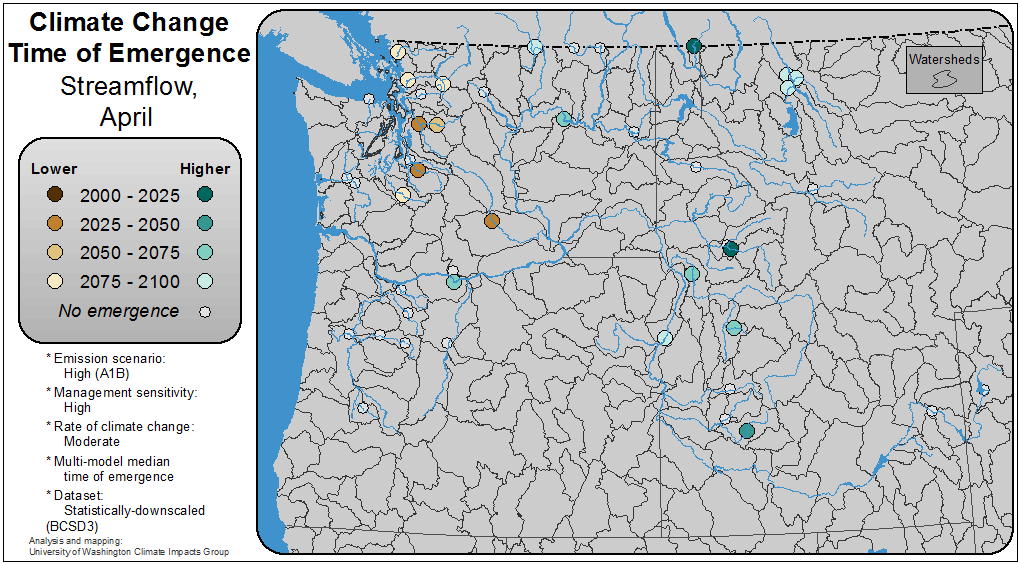 Climate Change
Time of Emergence
Streamflow,
April
Lower Higher
2000 - 2025
2025 - 2050
2050 - 2075
2075 - 2100
No emergence
* Emission scenario:
High (A1B)
* Management sensitivity:
High
* Rate of climate change:
Moderate
* Multi-model median
time of emergence
* Dataset:
Statistically-downscaled
(BCSD3)
Analysis and mapping:
University of Washington Climate Impacts Group
Watersheds